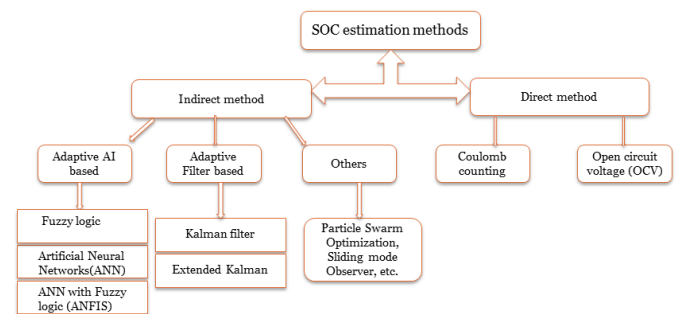 SOC estimation methods
Indirect method
Direct method
Adaptive AI
based
Adaptive
Filter based
Others
Coulomb
counting
Open circuit
voltage (OCV)
Fuzzy logic
Artificial Neural
Networks(ANN)
ANN with Fuzzy
logic (ANFIS)
Kalman filter
Extended Kalman
Particle Swarm
Optimization,
Sliding mode
Observer, etc.